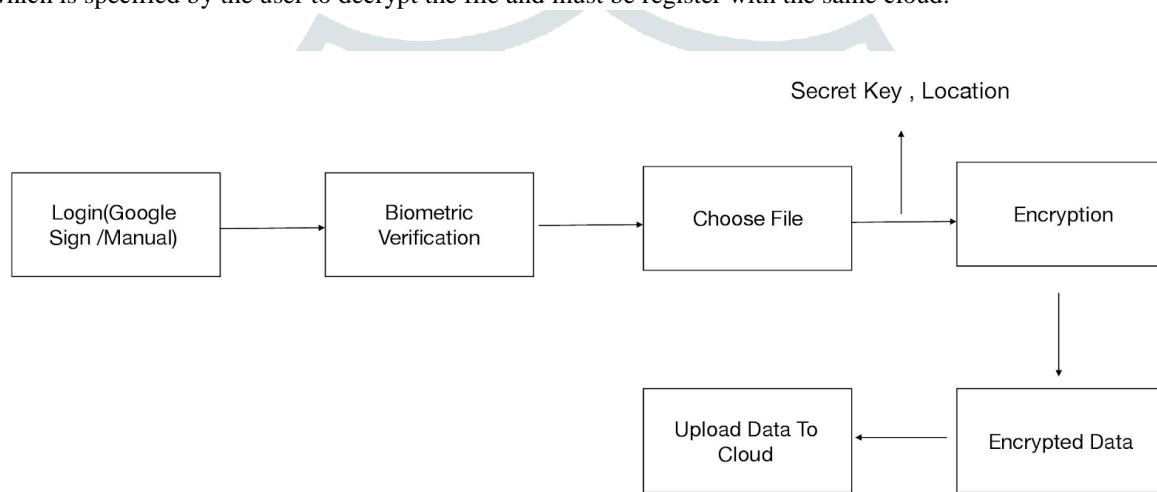 which is specified by the user to decrypt the file and must be register with the same cloud.
Secret Key , Location
Login(Google
Sign /Manual)
Biometric
Verification
Choose File
Encryption
Upload Data To
Cloud
Encrypted Data